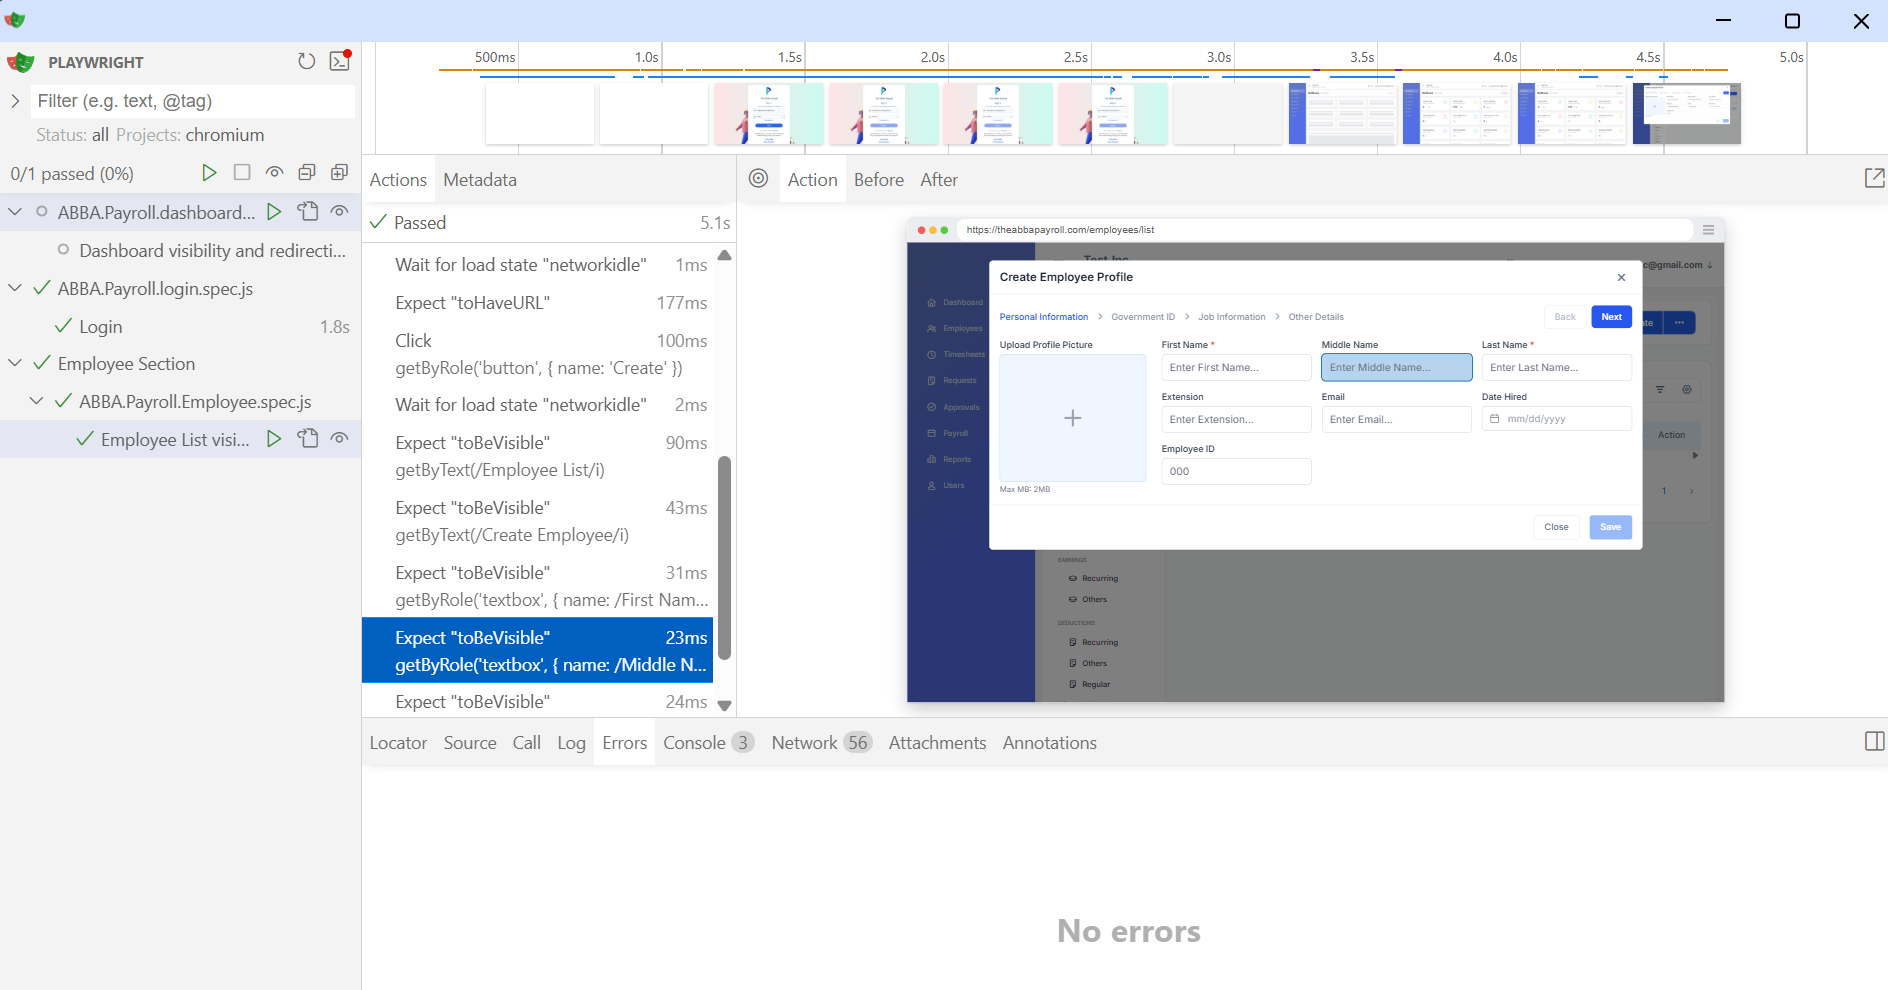 PLAYWRIGHT
Filter (e.g. text, @tag)
Status: all Projects: chromium
0/1 passed (0%)
ABBA.Payroll.dashboard...
Dashboard visibility and redirecti...
ABBA.Payroll.login.spec.js
Login 1.8s
Employee Section
ABBA.Payroll.Employee.spec.js
Employee List visi...
500ms 1.0s 1.5s 2.0s 2.5s 3.0s 3.5s 4.0s 4.5s 5.0s
Actions Metadata
Passed 5.1s
Wait for load state "networkidle" 1ms
Expect "toHaveURL" 177ms
Click 100ms
getByRole('button', { name: 'Create' })
Wait for load state "networkidle" 2ms
Expect "toBeVisible" 90ms
getByText(/Employee List/i)
Expect "toBeVisible" 43ms
getByText(/Create Employee/i)
Expect "toBeVisible" 31ms
getByRole('textbox', { name: /First Nam...
Expect "toBeVisible" 23ms
getByRole('textbox', { name: /Middle N...
Expect "toBeVisible" 24ms
Action Before After
https://theabbapayroll.com/employees/list
Test Inc
c@gmail.com
Dashboard
Employees
Timesheets
Requests
Approvals
Payroll
Reports
Users
Create Employee Profile
Personal Information > Government ID > Job Information > Other Details
Back Next
Upload Profile Picture
Max MB: 2MB
First Name * Middle Name Last Name *
Enter First Name... Enter Middle Name... Enter Last Name...
Extension Email Date Hired
Enter Extension... Enter Email... mm/dd/yyyy
Employee ID
000
Close Save
te ...
Action
1
EARNINGS
Recurring
Others
DEDUCTIONS
Recurring
Others
Regular
Locator Source Call Log Errors Console 3 Network 56 Attachments Annotations
No errors